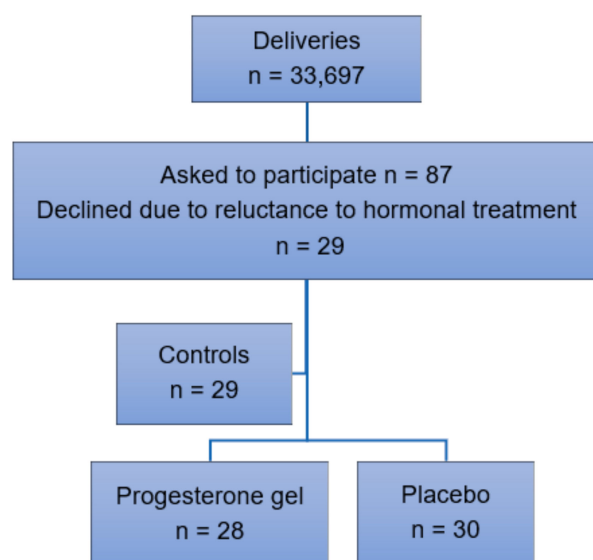 Deliveries
n = 33,697
Asked to participate n = 87
Declined due to reluctance to hormonal treatment
n = 29
Controls
n = 29
Progesterone gel
n = 28
Placebo
n = 30